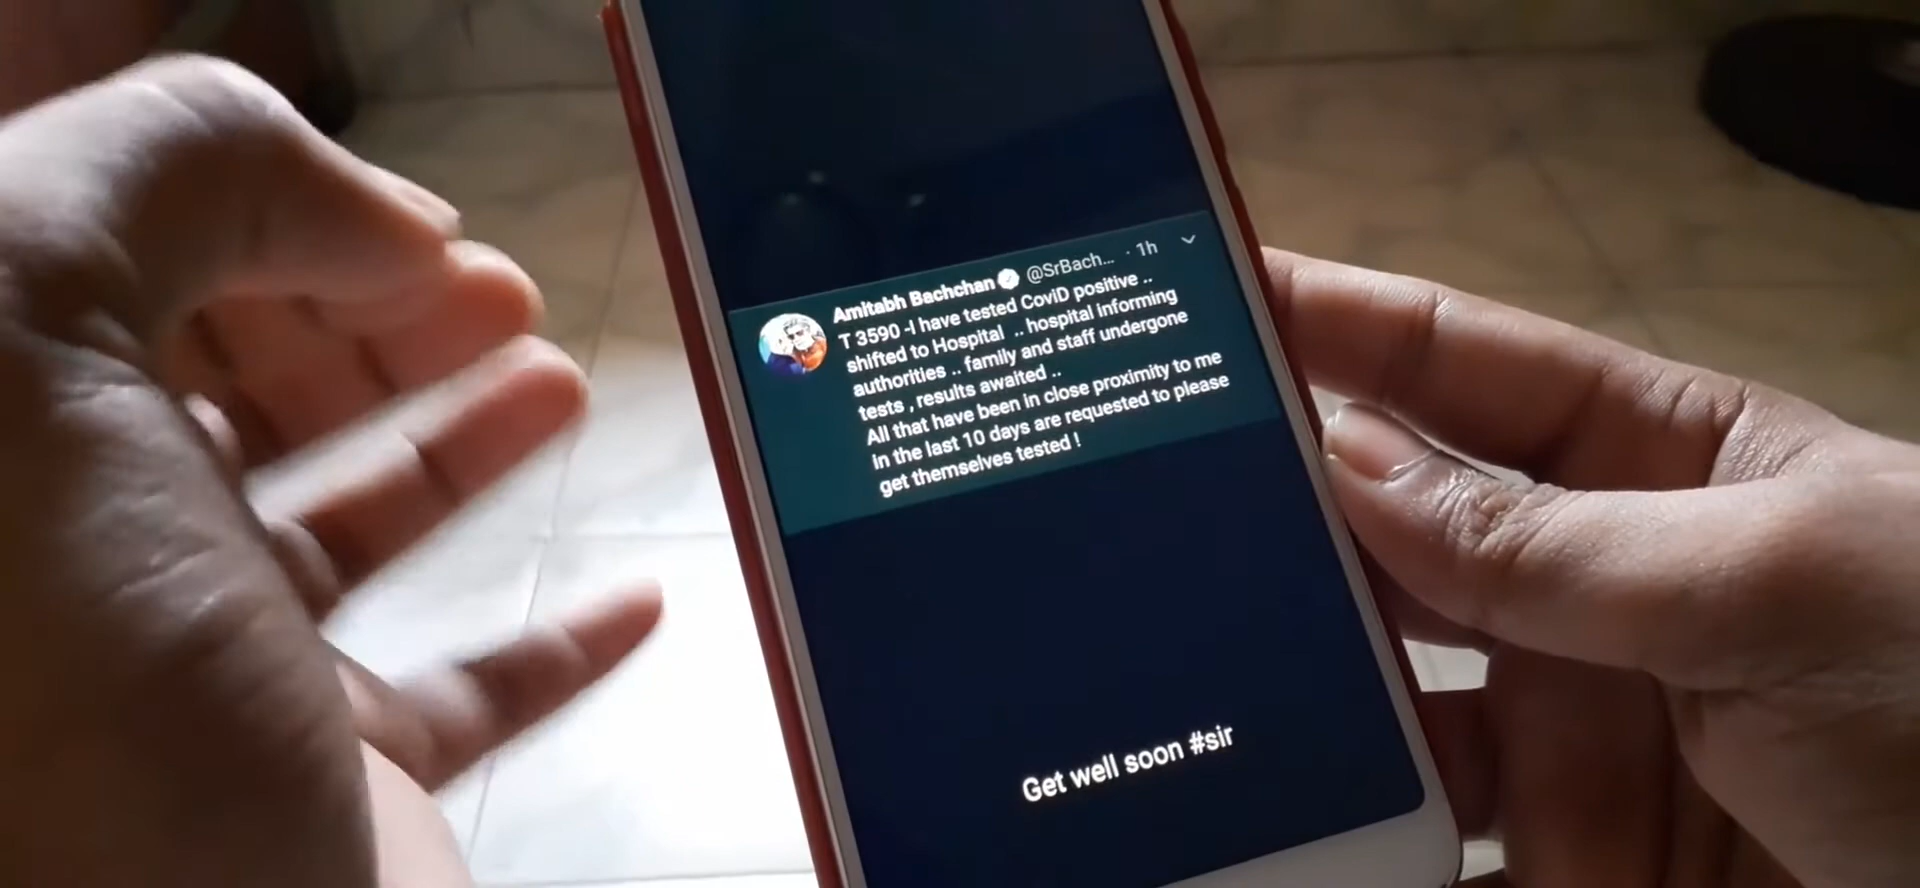 Amitabh Bachchan @SrBach... · 1h
T 3590 -I have tested CoviD positive ..
shifted to Hospital .. hospital informing
authorities .. family and staff undergone
tests , results awaited ..
All that have been in close proximity to me
in the last 10 days are requested to please
get themselves tested !
Get well soon #sir